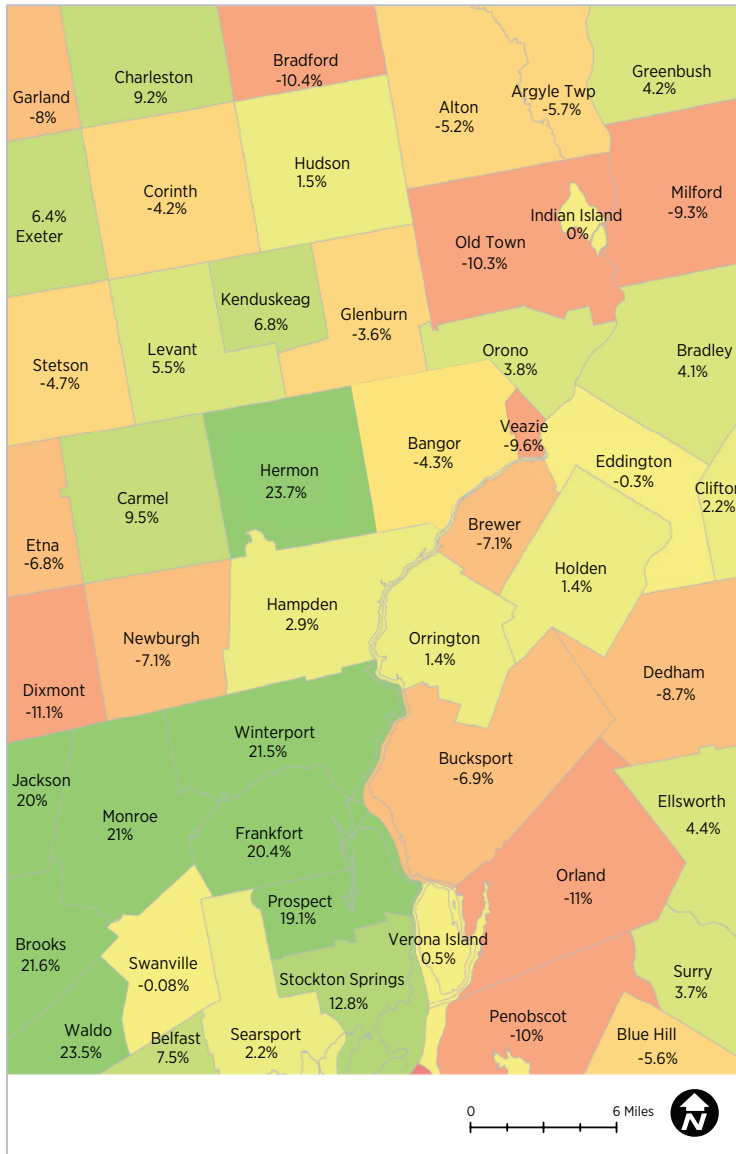 Bradford
-10.4%
Charleston
9.2%
Greenbush
4.2%
Garland
-8%
Alton
-5.2%
Argyle Twp
-5.7%
Hudson
1.5%
Corinth
-4.2%
Milford
-9.3%
6.4%
Exeter
Indian Island
0%
Old Town
-10.3%
Kenduskeag
6.8%
Glenburn
-3.6%
Levant
5.5%
Orono
3.8%
Bradley
4.1%
Stetson
-4.7%
Veazie
-9.6%
Bangor
-4.3%
Eddington
-0.3%
Hermon
23.7%
Clifton
2.2%
Carmel
9.5%
Brewer
-7.1%
Etna
-6.8%
Holden
1.4%
Hampden
2.9%
Newburgh
-7.1%
Orrington
1.4%
Dedham
-8.7%
Dixmont
-11.1%
Winterport
21.5%
Bucksport
-6.9%
Jackson
20%
Ellsworth
4.4%
Monroe
21%
Frankfort
20.4%
Orland
-11%
Prospect
19.1%
Verona Island
0.5%
Brooks
21.6%
Swanville
-0.08%
Stockton Springs
12.8%
Surry
3.7%
Waldo
23.5%
Belfast
7.5%
Searsport
2.2%
Penobscot
-10%
Blue Hill
-5.6%
0 6 Miles
N